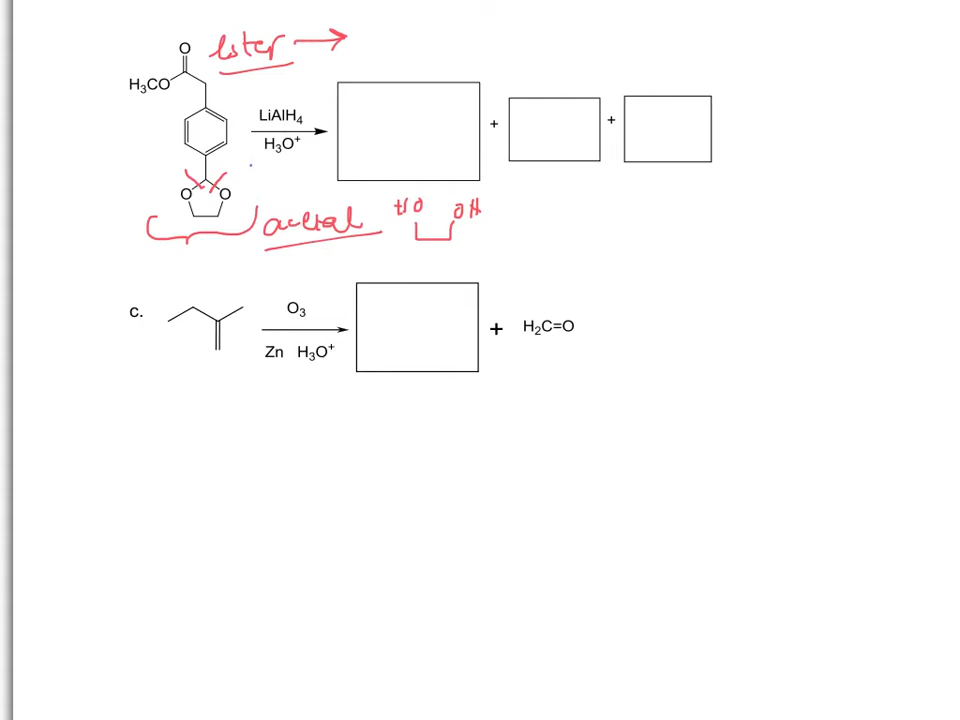 O
ester →
H₃CO
LiAlH₄
H₃O⁺
+
+
O O
acetal
HO OH
c.
O₃
Zn H₃O⁺
+ H₂C=O